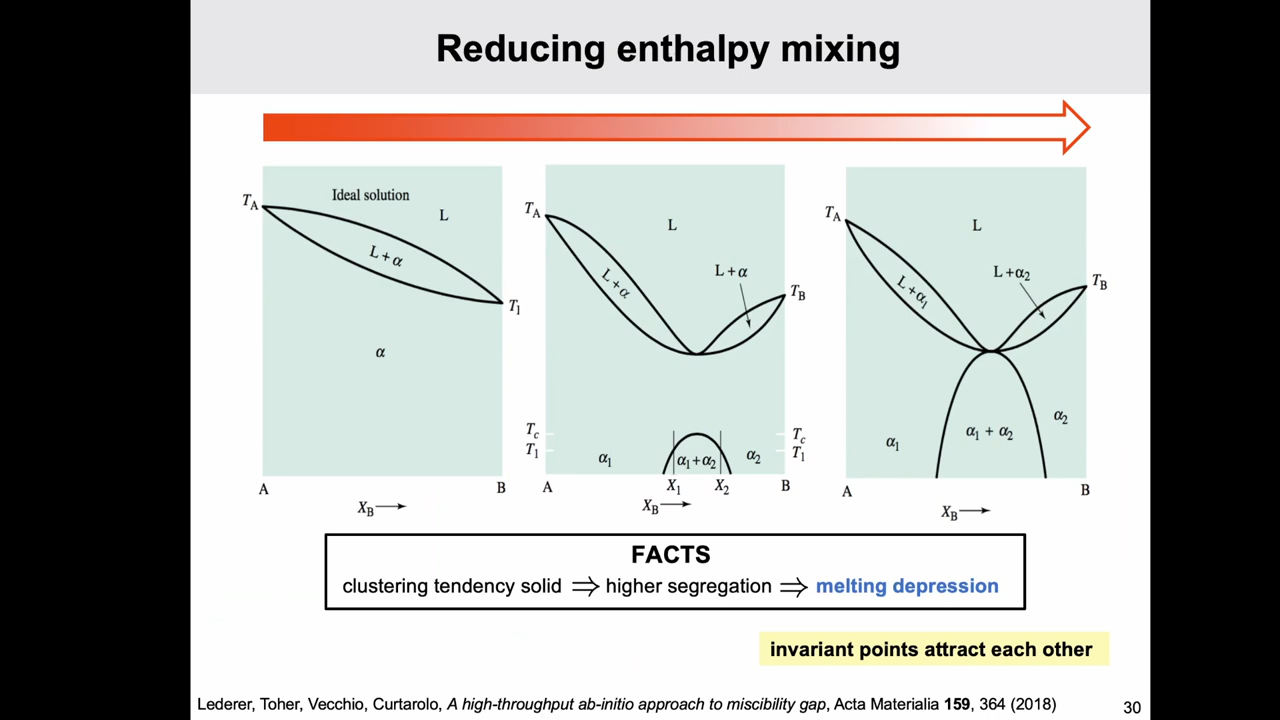 Reducing enthalpy mixing
T_A
Ideal solution
L
L + α
T_1
α
A
B
X_B
T_A
L
L + α
L + α
T_B
T_c
T_1
T_c
T_1
α_1
α_1 + α_2
α_2
A
X_1
X_2
B
X_B
T_A
L
L + α_1
L + α_2
T_B
α_1
α_1 + α_2
α_2
A
B
X_B
FACTS
clustering tendency solid ⟹ higher segregation ⟹ melting depression
invariant points attract each other
Lederer, Toher, Vecchio, Curtarolo, A high-throughput ab-initio approach to miscibility gap, Acta Materialia 159, 364 (2018)
30